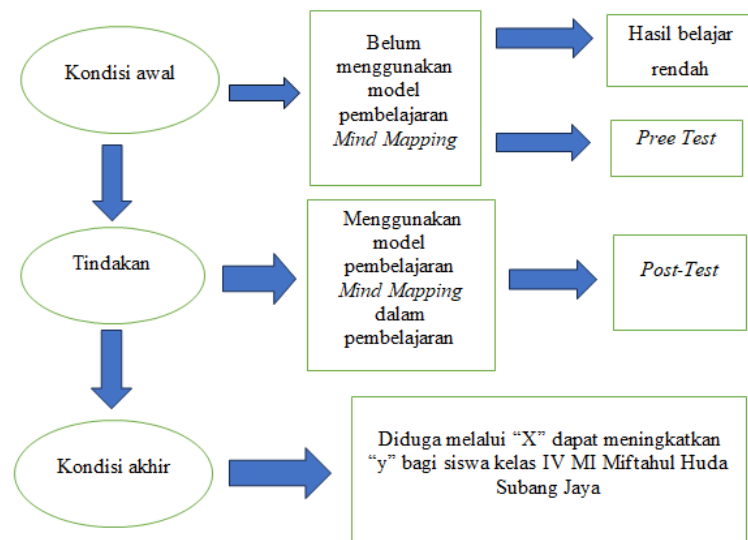 Kondisi awal
Belum
menggunakan
model
pembelajaran
Mind Mapping
Hasil belajar
rendah
Pree Test
Tindakan
Menggunakan
model
pembelajaran
Mind Mapping
dalam
pembelajaran
Post-Test
Kondisi akhir
Diduga melalui “X” dapat meningkatkan
“y” bagi siswa kelas IV MI Miftahul Huda
Subang Jaya